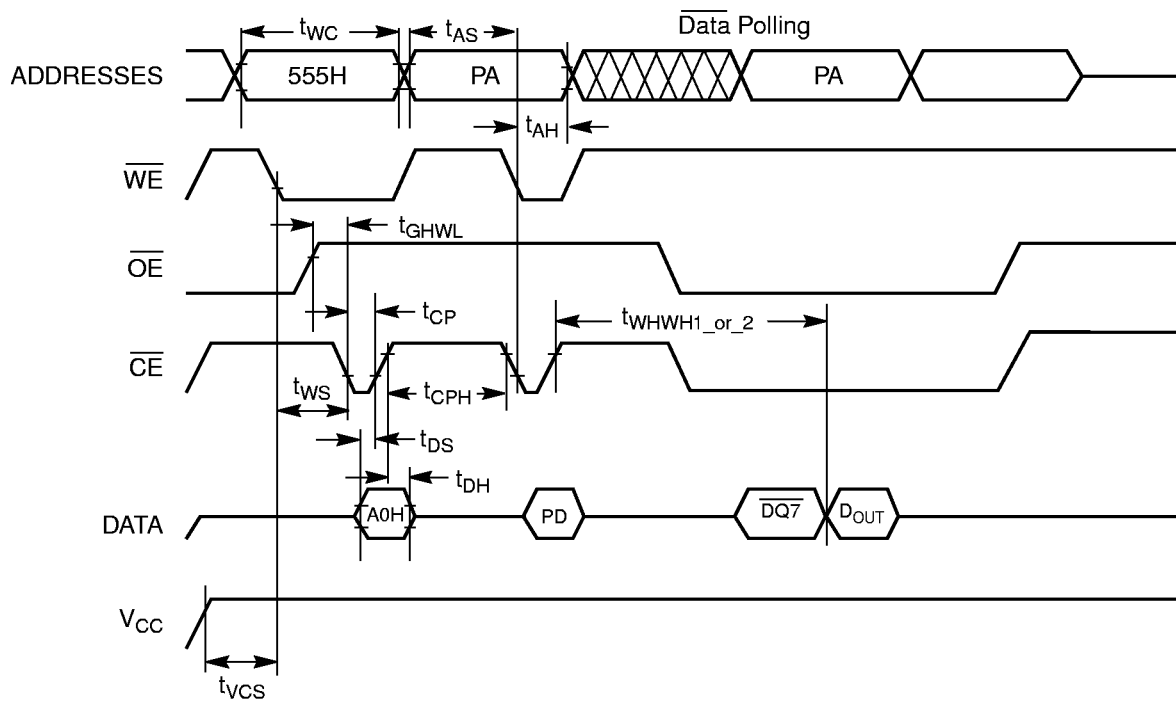 tWC
tAS
Data Polling
ADDRESSES
555H
PA
PA
tAH
WE
tGHWL
OE
tCP
tWHWH1_or_2
CE
tWS
tCPH
tDS
tDH
DATA
A0H
PD
DQ7
DOUT
VCC
tVCS